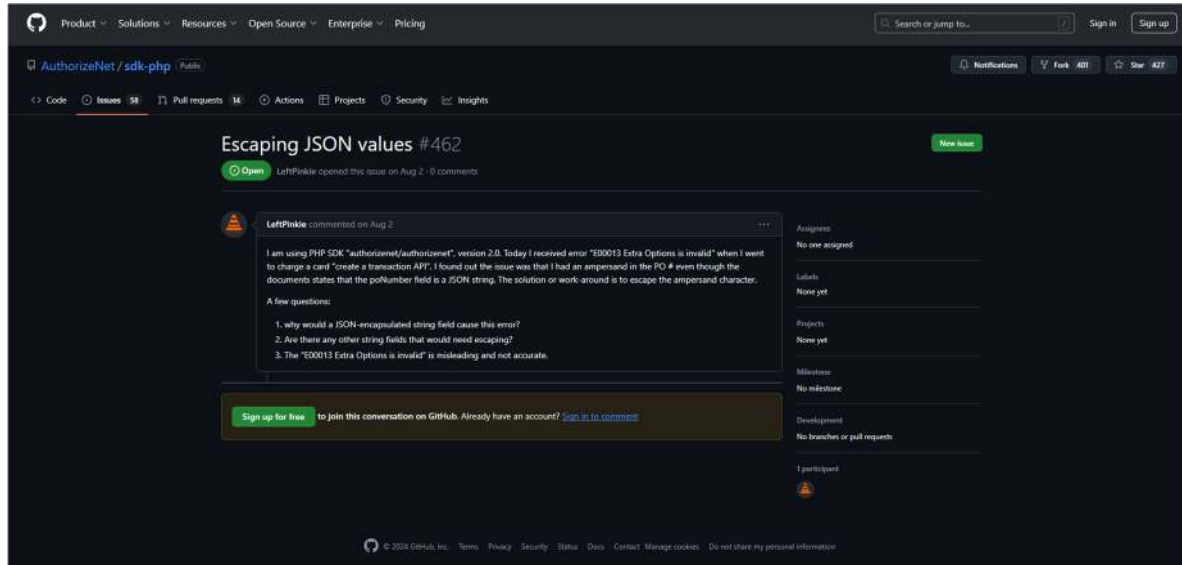 Product Solutions Resources Open Source Enterprise Pricing
Search or jump to... / Sign in Sign up
AuthorizeNet / sdk-php Public
Notifications Fork 401 Star 427
Code Issues 58 Pull requests 14 Actions Projects Security Insights
Escaping JSON values #462
New issue
Open LeftPinkie opened this issue on Aug 2 · 0 comments
LeftPinkie commented on Aug 2 ...
I am using PHP SDK "authorizenet/authorizenet", version 2.0. Today I received error "E00013 Extra Options is invalid" when I went
to charge a card "create a transaction API". I found out the issue was that I had an ampersand in the PO # even though the
documents states that the poNumber field is a JSON string. The solution or work-around is to escape the ampersand character.
A few questions:
1. why would a JSON-encapsulated string field cause this error?
2. Are there any other string fields that would need escaping?
3. The "E00013 Extra Options is invalid" is misleading and not accurate.
Assignees
No one assigned
Labels
None yet
Projects
None yet
Milestone
No milestone
Development
No branches or pull requests
1 participant
Sign up for free to join this conversation on GitHub. Already have an account? Sign in to comment
© 2024 GitHub, Inc. Terms Privacy Security Status Docs Contact Manage cookies Do not share my personal information